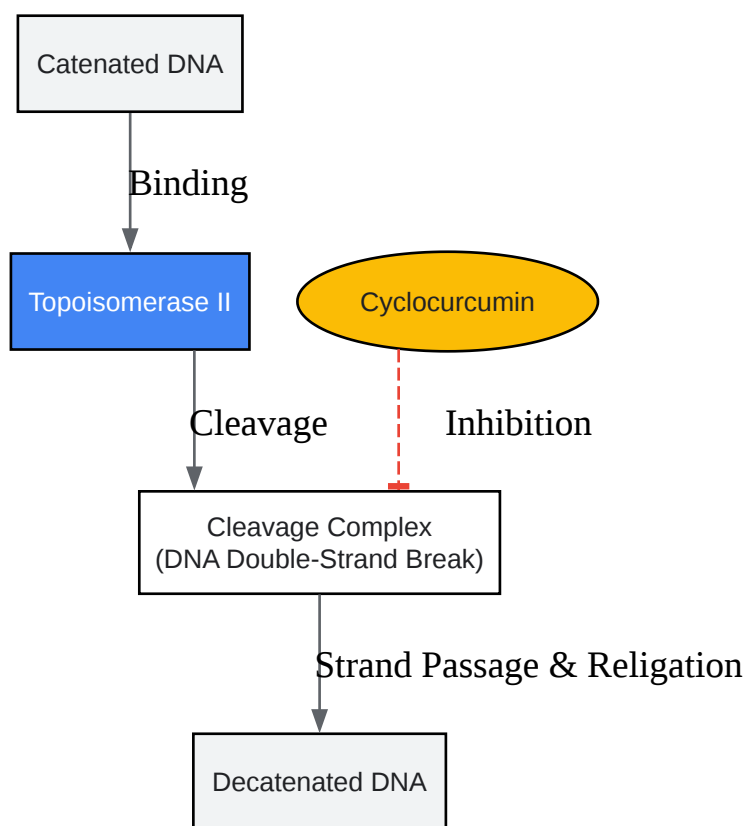 Catenated DNA
Binding
Topoisomerase II
Cyclocurcumin
Cleavage
Inhibition
Cleavage Complex
(DNA Double-Strand Break)
Strand Passage & Religation
Decatenated DNA